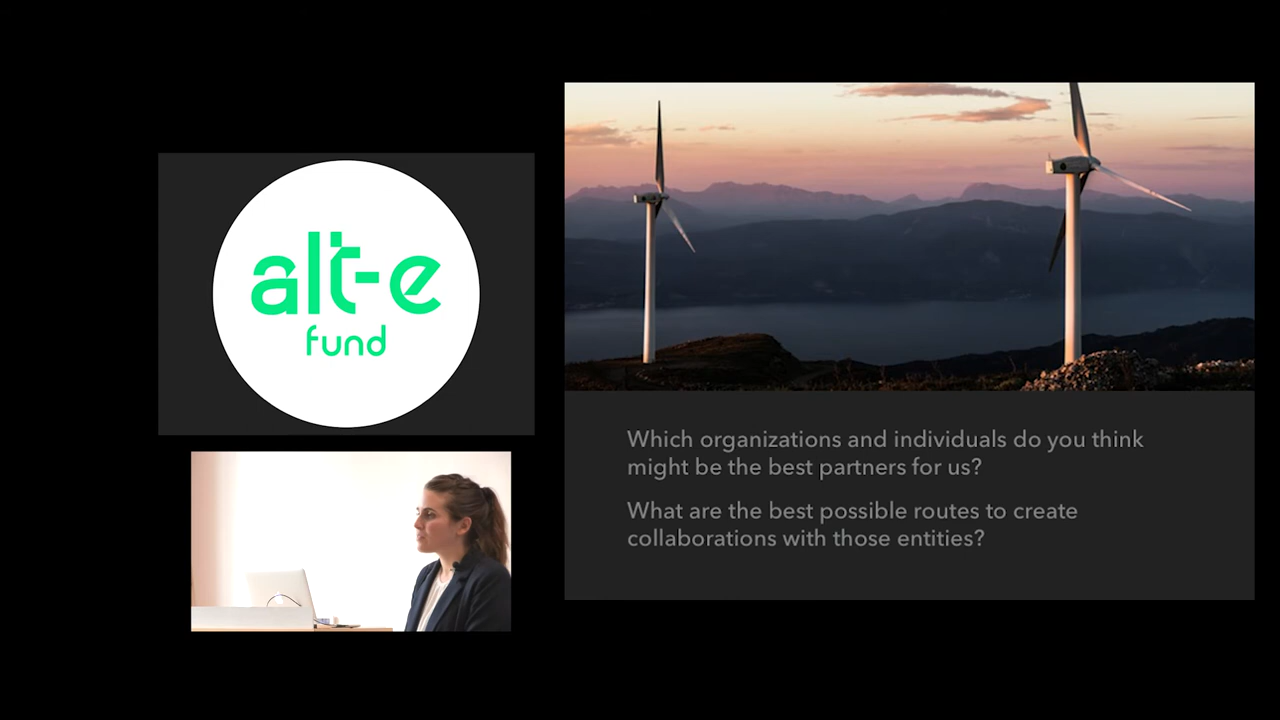 alt-e
fund
Which organizations and individuals do you think
might be the best partners for us?
What are the best possible routes to create
collaborations with those entities?